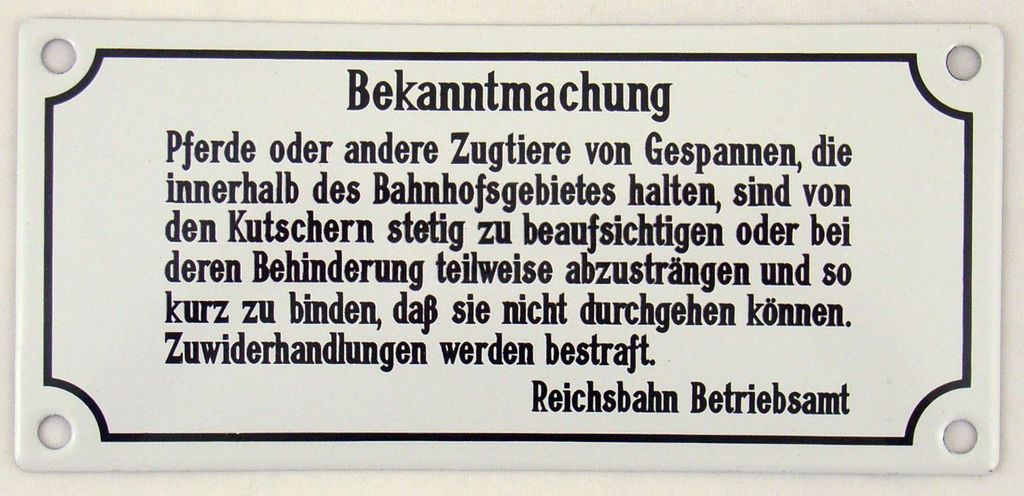 Bekanntmachung
Pferde oder andere Zugtiere von Gespannen, die
innerhalb des Bahnhofsgebietes halten, sind von
den Kutschern stetig zu beaufsichtigen oder bei
deren Behinderung teilweise abzusträngen und so
kurz zu binden, daß sie nicht durchgehen können.
Zuwiderhandlungen werden bestraft.
Reichsbahn Betriebsamt